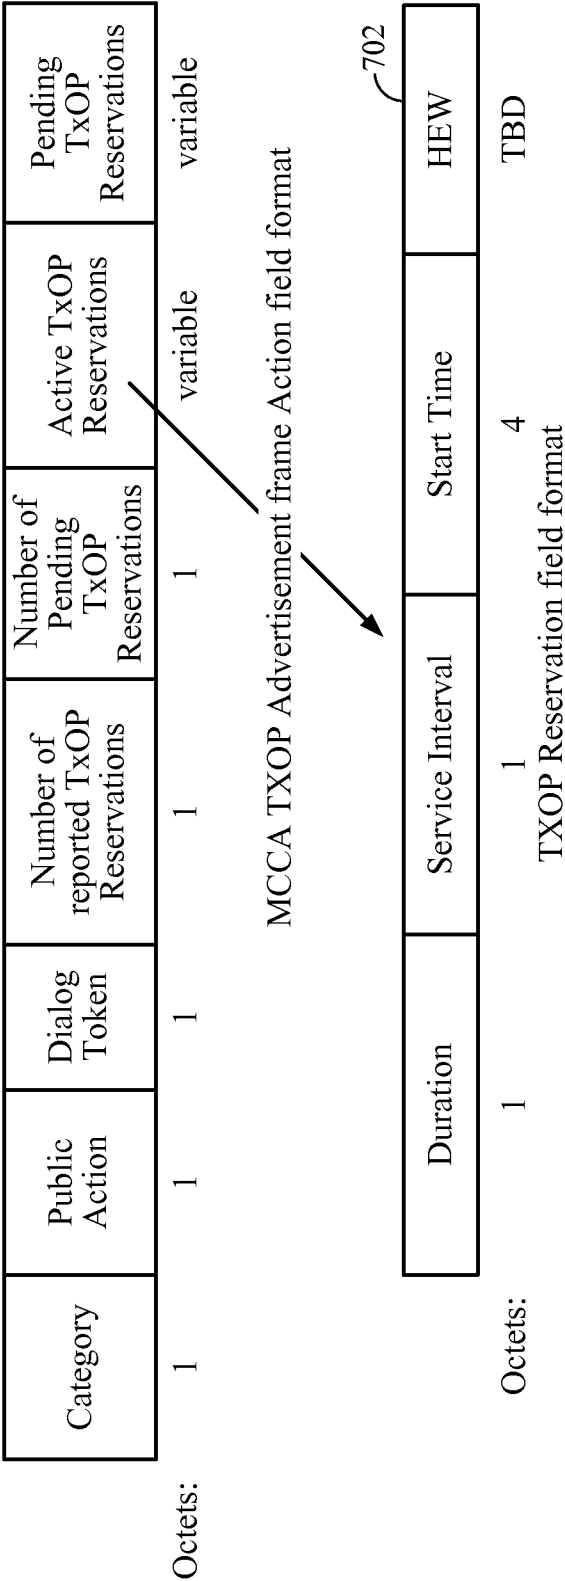 Category
Public
Action
Dialog
Token
Number of
reported TxOP
Reservations
Number of
Pending
TxOP
Reservations
Active TxOP
Reservations
Pending
TxOP
Reservations
Octets:
1
1
1
1
1
variable
variable
MCCA TXOP Advertisement frame Action field format
702
Duration
Service Interval
Start Time
HEW
Octets:
1
1
4
TBD
TXOP Reservation field format